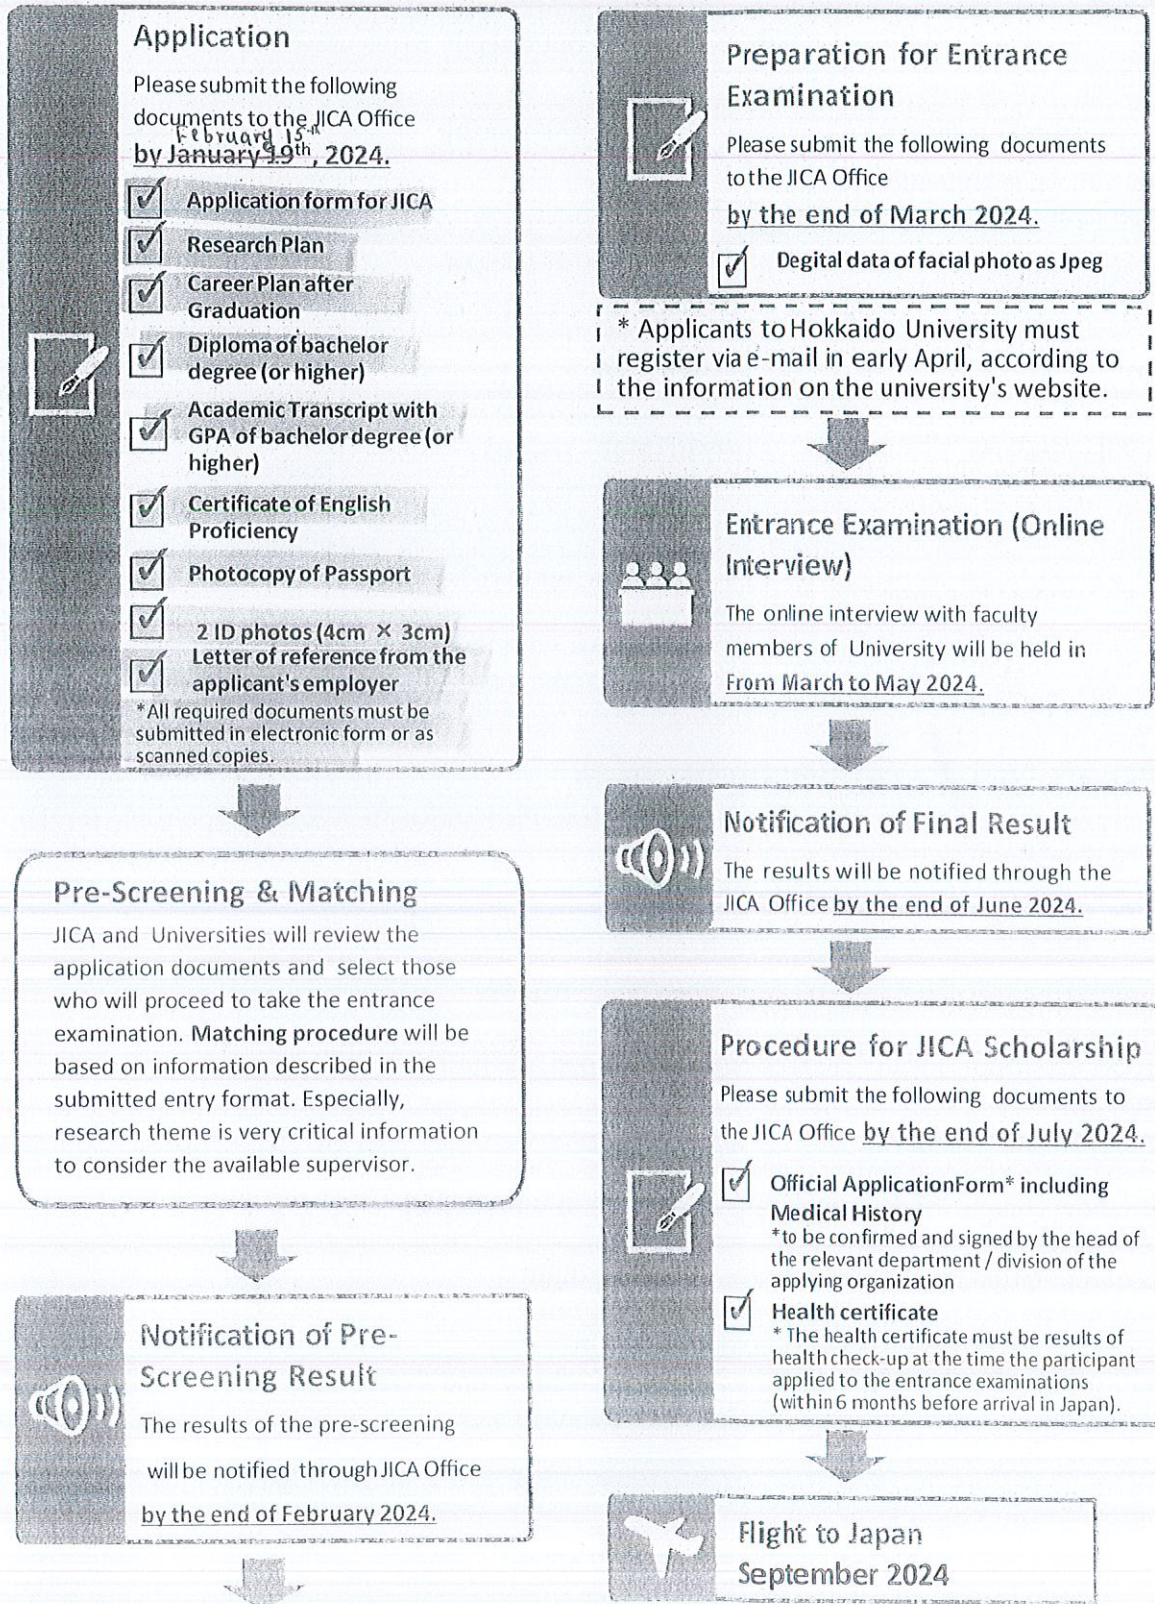 Application
Please submit the following
documents to the JICA Office
February 15th
by January 19th, 2024.
Application form for JICA
Research Plan
Career Plan after
Graduation
Diploma of bachelor
degree (or higher)
Academic Transcript with
GPA of bachelor degree (or
higher)
Certificate of English
Proficiency
Photocopy of Passport
2 ID photos (4cm × 3cm)
Letter of reference from the
applicant's employer
*All required documents must be
submitted in electronic form or as
scanned copies.
Pre-Screening & Matching
JICA and Universities will review the
application documents and select those
who will proceed to take the entrance
examination. Matching procedure will be
based on information described in the
submitted entry format. Especially,
research theme is very critical information
to consider the available supervisor.
Notification of Pre-
Screening Result
The results of the pre-screening
will be notified through JICA Office
by the end of February 2024.
Preparation for Entrance
Examination
Please submit the following documents
to the JICA Office
by the end of March 2024.
Degital data of facial photo as Jpeg
* Applicants to Hokkaido University must
register via e-mail in early April, according to
the information on the university's website.
Entrance Examination (Online
Interview)
The online interview with faculty
members of University will be held in
From March to May 2024.
Notification of Final Result
The results will be notified through the
JICA Office by the end of June 2024.
Procedure for JICA Scholarship
Please submit the following documents to
the JICA Office by the end of July 2024.
Official ApplicationForm* including
Medical History
*to be confirmed and signed by the head of
the relevant department / division of the
applying organization
Health certificate
* The health certificate must be results of
health check-up at the time the participant
applied to the entrance examinations
(within 6 months before arrival in Japan).
Flight to Japan
September 2024